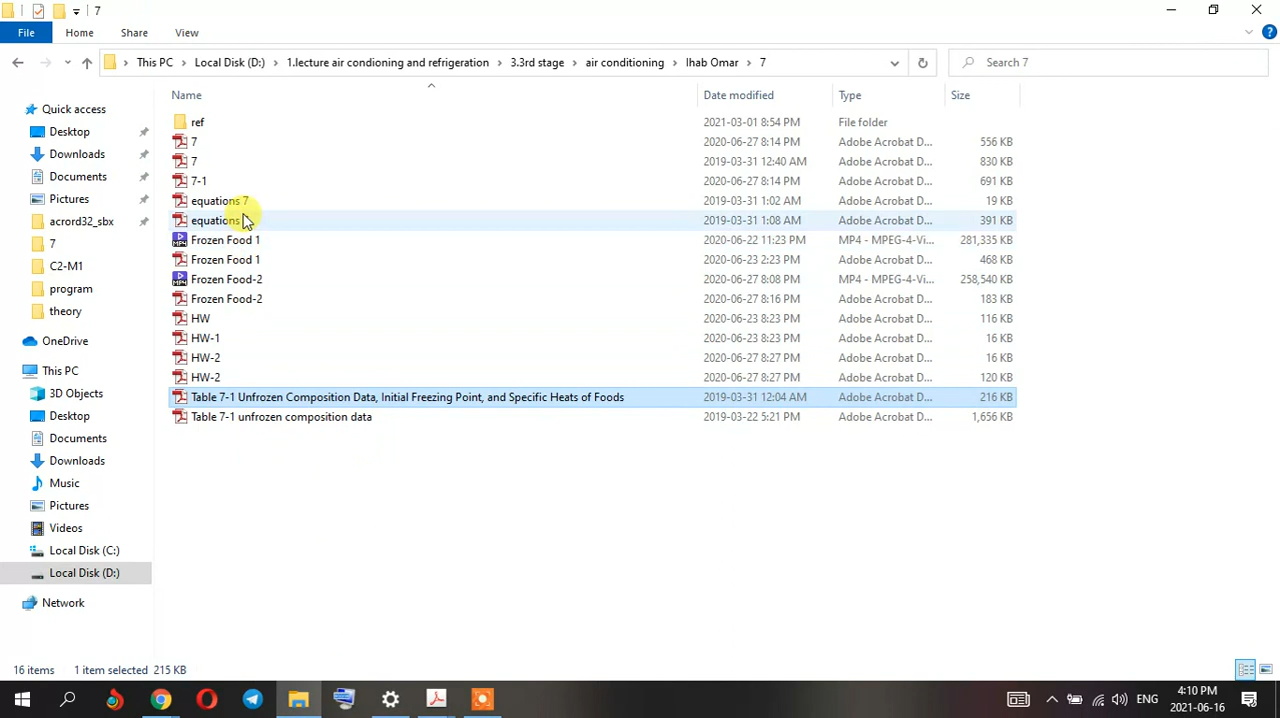 7
File
Home
Share
View
This PC
Local Disk (D:)
1.lecture air condioning and refrigeration
3.3rd stage
air conditioning
Ihab Omar
7
Search 7
Name
Date modified
Type
Size
Quick access
Desktop
Downloads
Documents
Pictures
acrord32_sbx
7
C2-M1
program
theory
OneDrive
This PC
3D Objects
Desktop
Documents
Downloads
Music
Pictures
Videos
Local Disk (C:)
Local Disk (D:)
Network
ref 2021-03-01 8:54 PM File folder
7 2020-06-27 8:14 PM Adobe Acrobat D... 556 KB
7 2019-03-31 12:40 AM Adobe Acrobat D... 830 KB
7-1 2020-06-27 8:14 PM Adobe Acrobat D... 691 KB
equations 7 2019-03-31 1:02 AM Adobe Acrobat D... 19 KB
equations 2019-03-31 1:08 AM Adobe Acrobat D... 391 KB
Frozen Food 1 2020-06-22 11:23 PM MP4 - MPEG-4-Vi... 281,335 KB
Frozen Food 1 2020-06-23 2:23 PM Adobe Acrobat D... 468 KB
Frozen Food-2 2020-06-27 8:08 PM MP4 - MPEG-4-Vi... 258,540 KB
Frozen Food-2 2020-06-27 8:16 PM Adobe Acrobat D... 183 KB
HW 2020-06-23 8:23 PM Adobe Acrobat D... 116 KB
HW-1 2020-06-23 8:23 PM Adobe Acrobat D... 16 KB
HW-2 2020-06-27 8:27 PM Adobe Acrobat D... 16 KB
HW-2 2020-06-27 8:27 PM Adobe Acrobat D... 120 KB
Table 7-1 Unfrozen Composition Data, Initial Freezing Point, and Specific Heats of Foods 2019-03-31 12:04 AM Adobe Acrobat D... 216 KB
Table 7-1 unfrozen composition data 2019-03-22 5:21 PM Adobe Acrobat D... 1,656 KB
16 items 1 item selected 215 KB
ENG
4:10 PM
2021-06-16